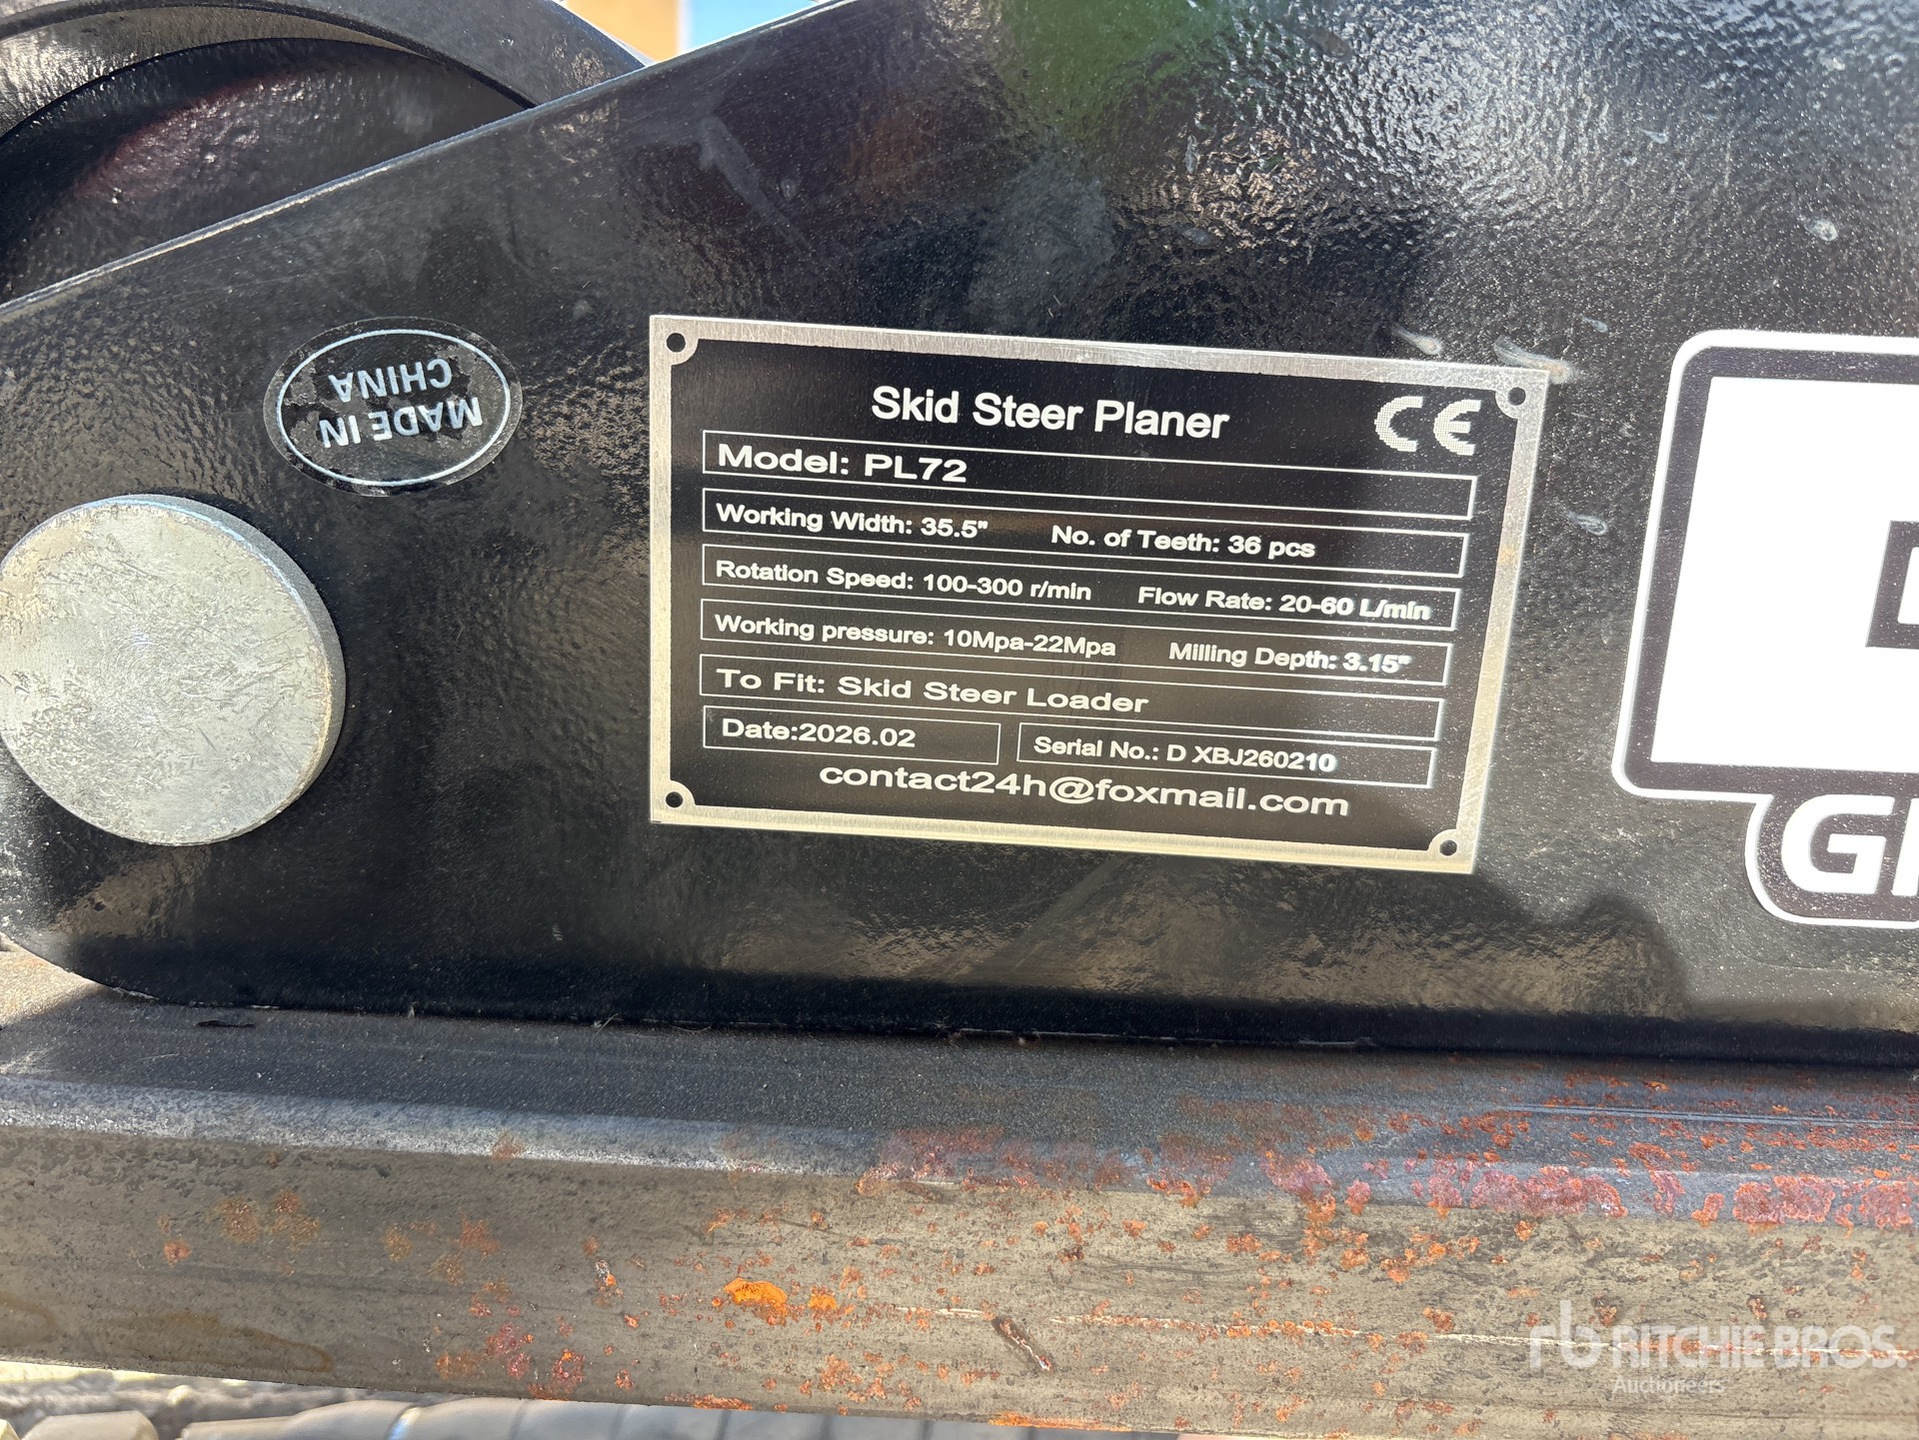 MADE IN
CHINA
Skid Steer Planer CE
Model: PL72
Working Width: 35.5" No. of Teeth: 36 pcs
Rotation Speed: 100-300 r/min Flow Rate: 20-60 L/min
Working pressure: 10Mpa-22Mpa Milling Depth: 3.15"
To Fit: Skid Steer Loader
Date:2026.02 Serial No.: D XBJ260210
contact24h@foxmail.com
rb RITCHIE BROS.
Auctioneers